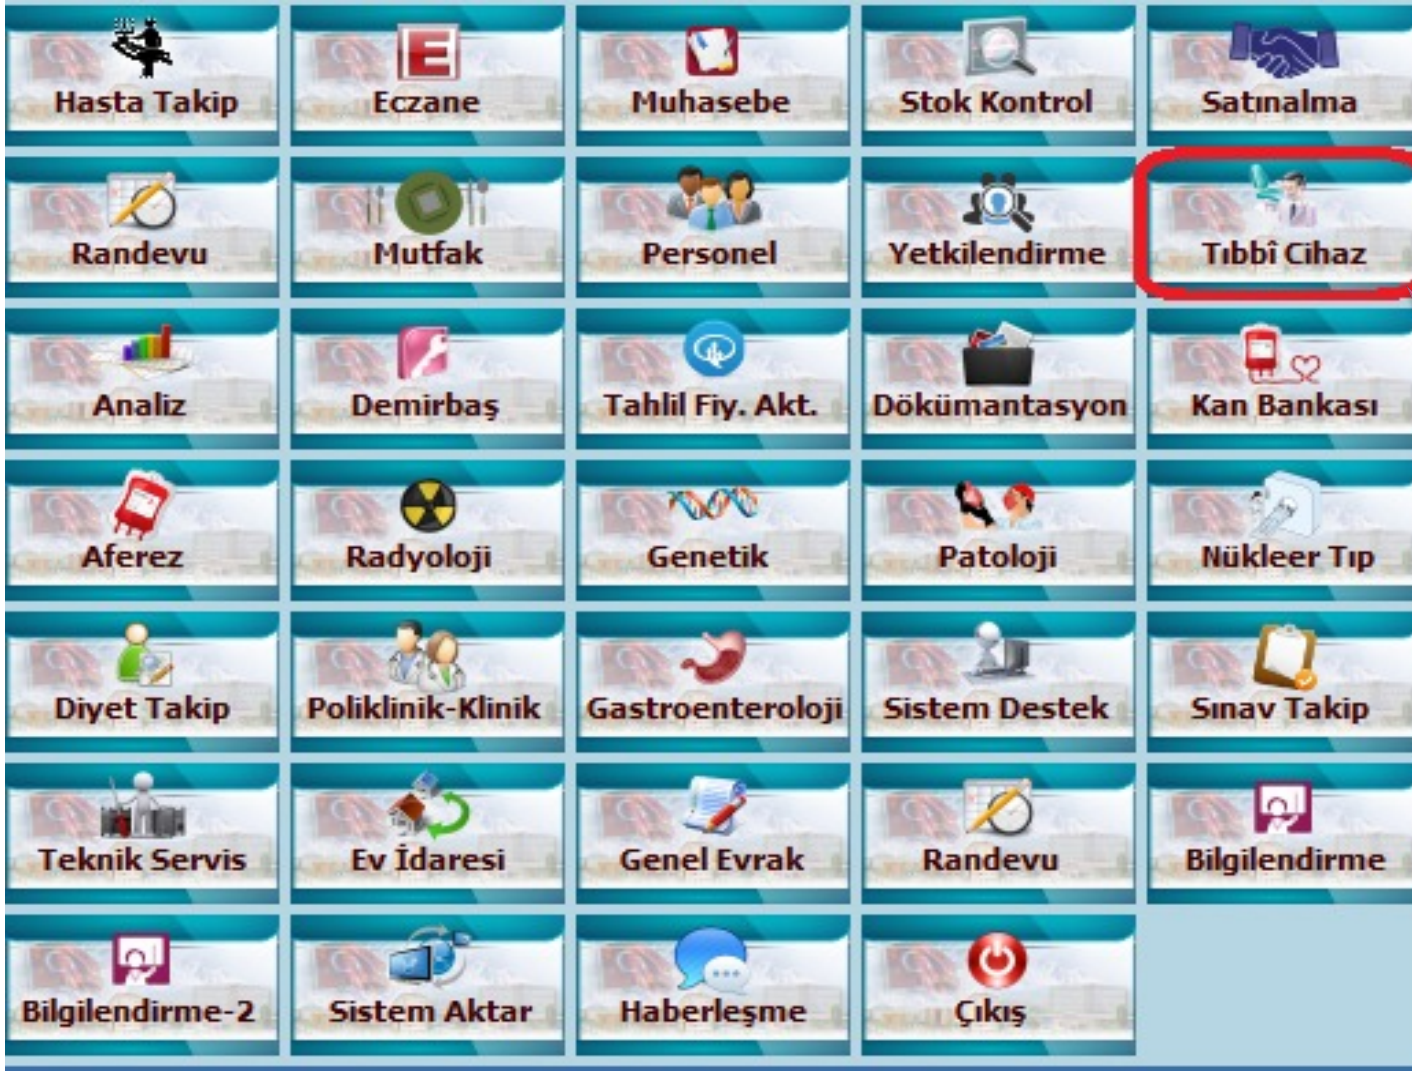 Hasta Takip
Eczane
Muhasebe
Stok Kontrol
Satınalma
Randevu
Mutfak
Personel
Yetkilendirme
Tıbbî Cihaz
Analiz
Demirbaş
Tahlil Fiy. Akt.
Dökümantasyon
Kan Bankası
Aferez
Radyoloji
Genetik
Patoloji
Nükleer Tıp
Diyet Takip
Poliklinik-Klinik
Gastroenteroloji
Sistem Destek
Sınav Takip
Teknik Servis
Ev İdaresi
Genel Evrak
Randevu
Bilgilendirme
Bilgilendirme-2
Sistem Aktar
Haberleşme
Çıkış